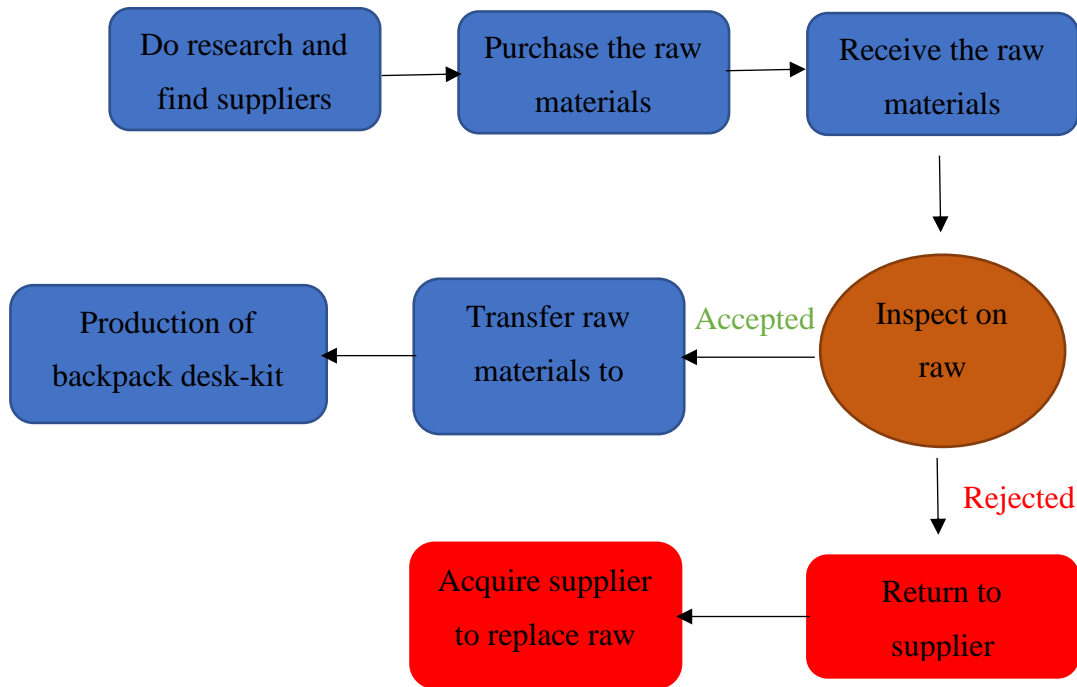 Do research and
find suppliers
Purchase the raw
materials
Receive the raw
materials
Inspect on
raw
Accepted
Transfer raw
materials to
Production of
backpack desk-kit
Rejected
Return to
supplier
Acquire supplier
to replace raw